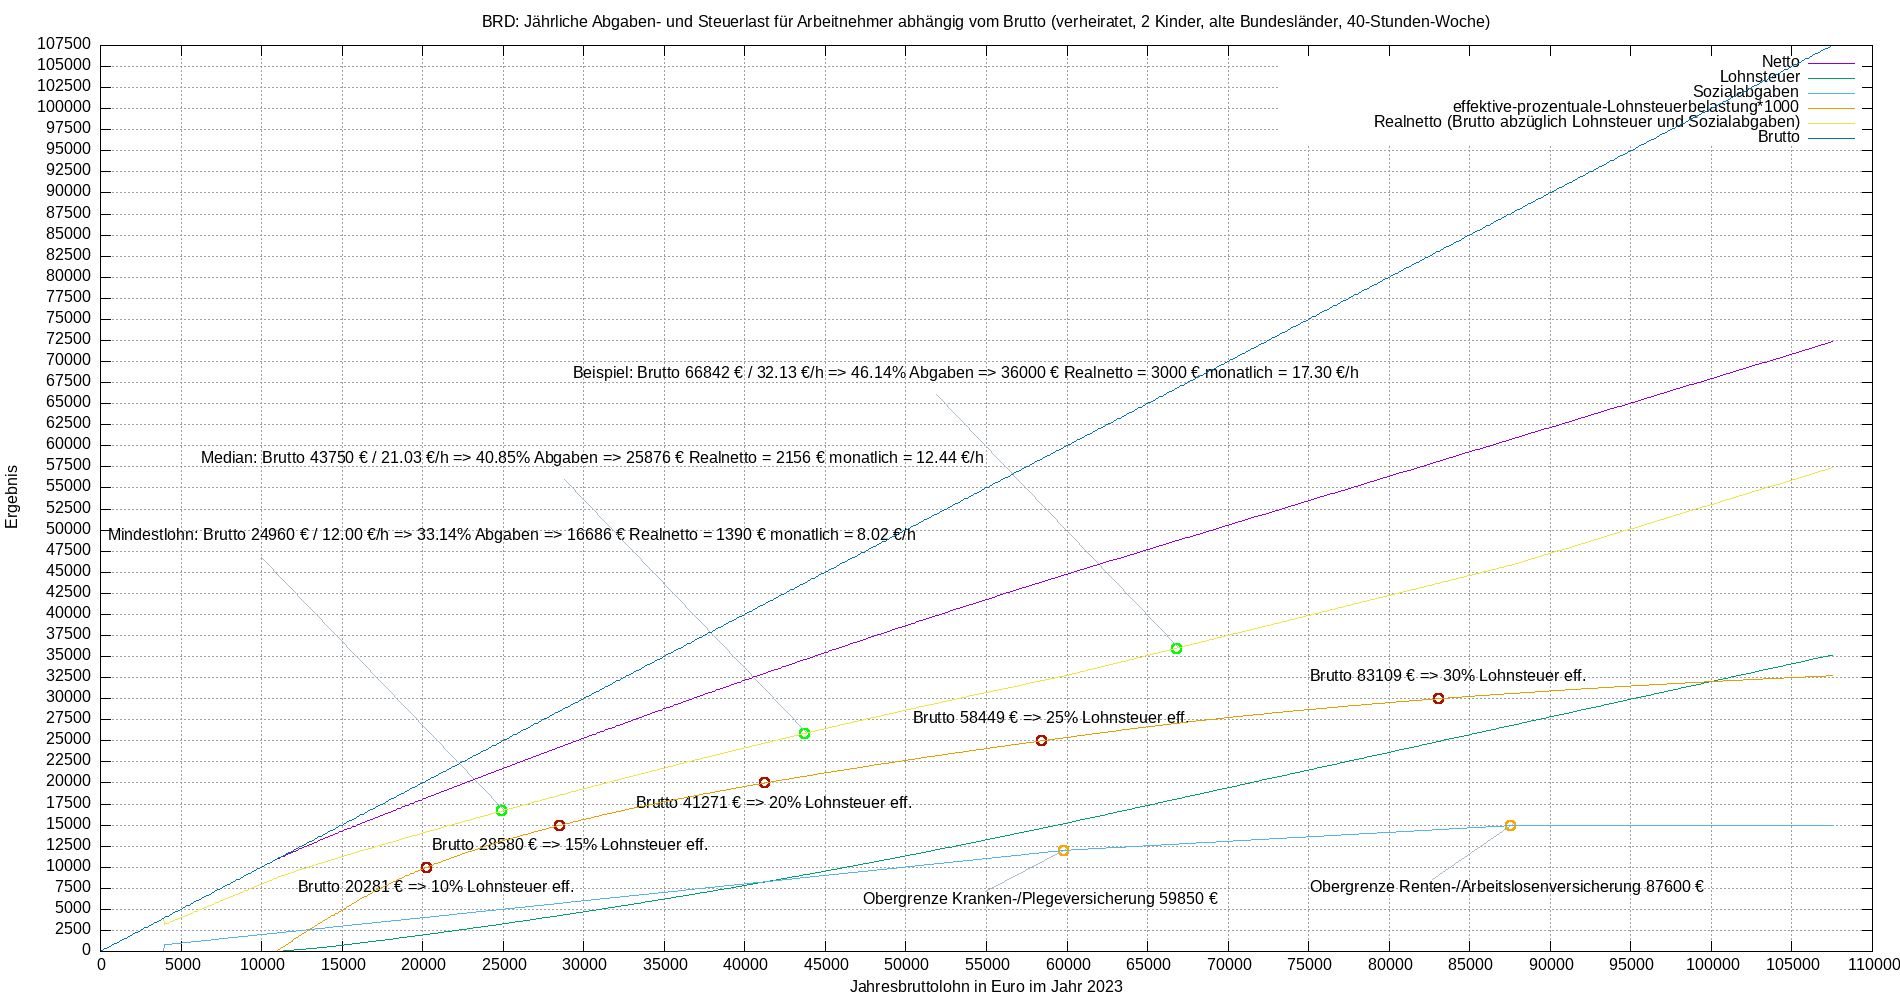 BRD: Jährliche Abgaben- und Steuerlast für Arbeitnehmer abhängig vom Brutto (verheiratet, 2 Kinder, alte Bundesländer, 40-Stunden-Woche)
107500
105000
102500
100000
97500
95000
92500
90000
87500
85000
82500
80000
77500
75000
72500
70000
67500
65000
62500
60000
57500
55000
52500
50000
47500
45000
42500
40000
37500
35000
32500
30000
27500
25000
22500
20000
17500
15000
12500
10000
7500
5000
2500
0
Ergebnis
Netto
Lohnsteuer
Sozialabgaben
effektive-prozentuale-Lohnsteuerbelastung*1000
Realnetto (Brutto abzüglich Lohnsteuer und Sozialabgaben)
Brutto
Beispiel: Brutto 66842 € / 32.13 €/h => 46.14% Abgaben => 36000 € Realnetto = 3000 € monatlich = 17.30 €/h
Median: Brutto 43750 € / 21.03 €/h => 40.85% Abgaben => 25876 € Realnetto = 2156 € monatlich = 12.44 €/h
Mindestlohn: Brutto 24960 € / 12.00 €/h => 33.14% Abgaben => 16686 € Realnetto = 1390 € monatlich = 8.02 €/h
Brutto 83109 € => 30% Lohnsteuer eff.
Brutto 58449 € => 25% Lohnsteuer eff.
Brutto 41271 € => 20% Lohnsteuer eff.
Brutto 28580 € => 15% Lohnsteuer eff.
Brutto 20281 € => 10% Lohnsteuer eff.
Obergrenze Renten-/Arbeitslosenversicherung 87600 €
Obergrenze Kranken-/Plegeversicherung 59850 €
0 5000 10000 15000 20000 25000 30000 35000 40000 45000 50000 55000 60000 65000 70000 75000 80000 85000 90000 95000 100000 105000 110000
Jahresbruttolohn in Euro im Jahr 2023